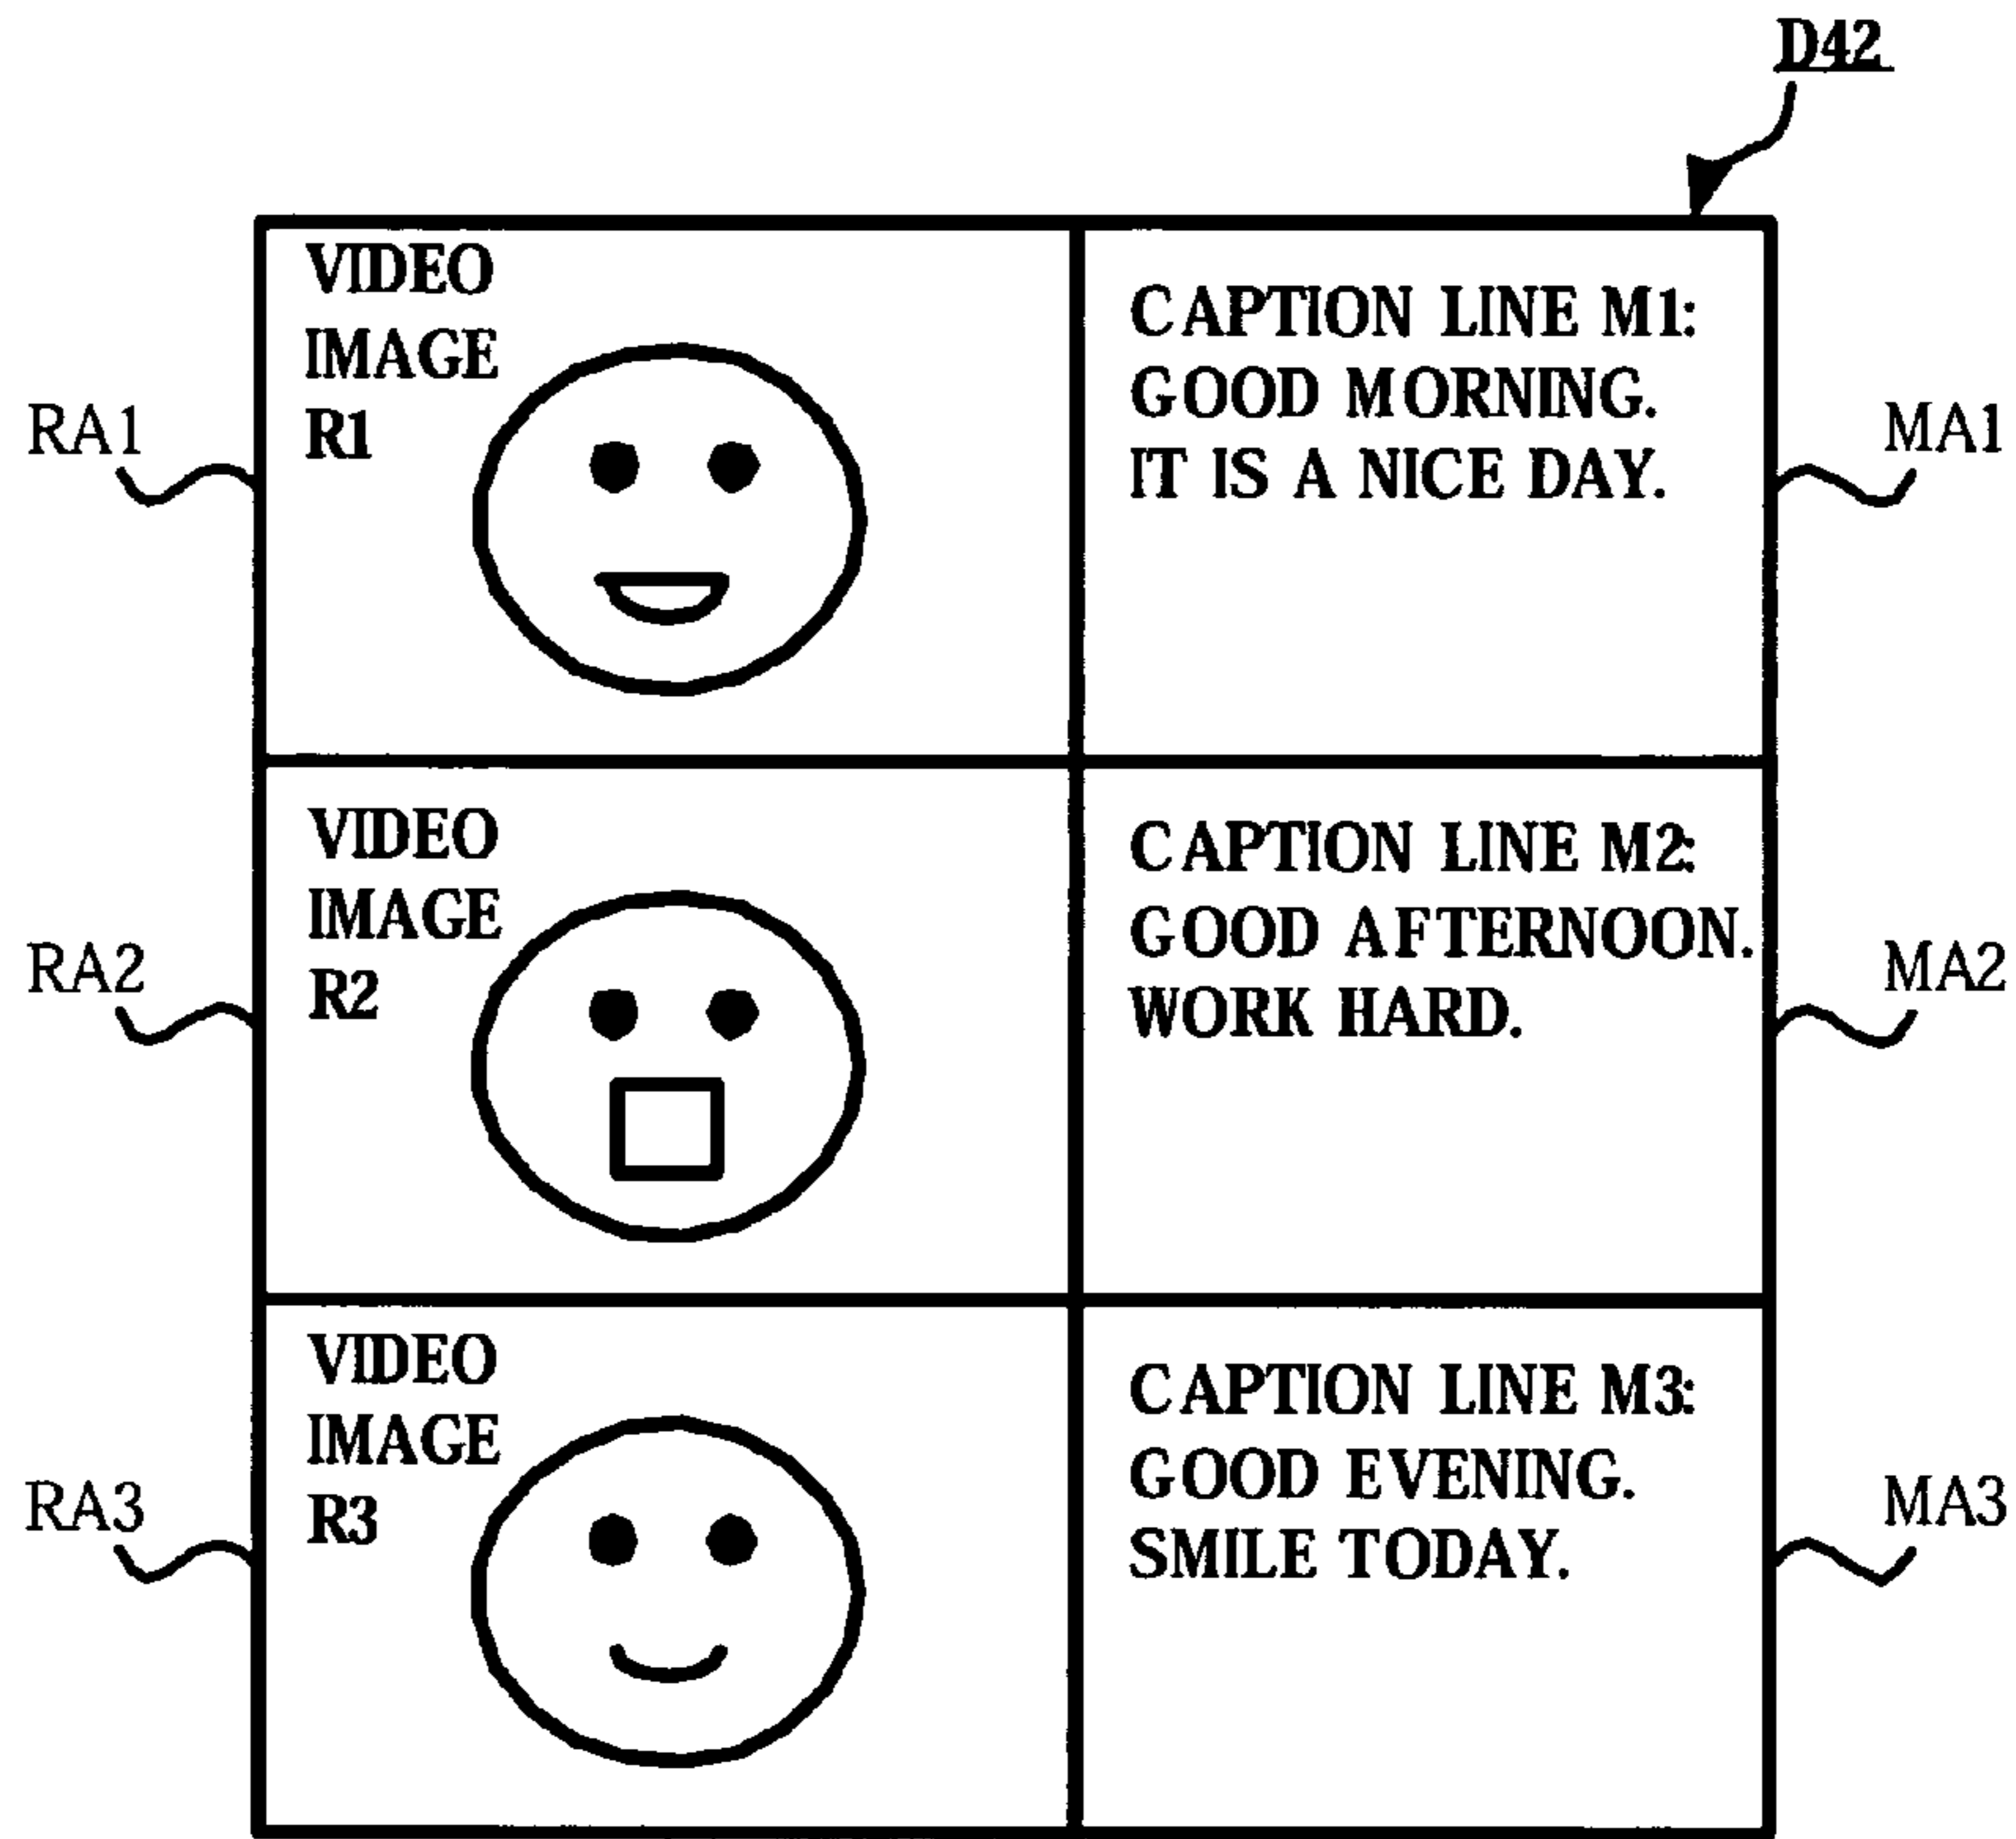 D42
VIDEO
IMAGE
R1
RA1
CAPTION LINE M1:
GOOD MORNING.
IT IS A NICE DAY.
MA1
VIDEO
IMAGE
R2
RA2
CAPTION LINE M2:
GOOD AFTERNOON.
WORK HARD.
MA2
VIDEO
IMAGE
R3
RA3
CAPTION LINE M3:
GOOD EVENING.
SMILE TODAY.
MA3